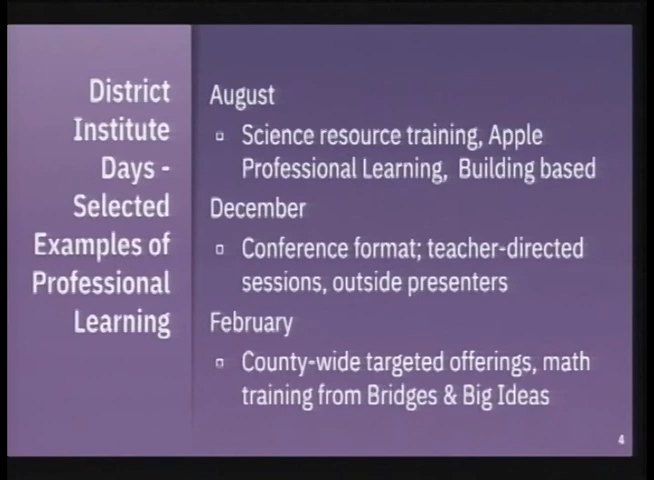 District
Institute
Days -
Selected
Examples of
Professional
Learning
August
▫ Science resource training, Apple
Professional Learning, Building based
December
▫ Conference format; teacher-directed
sessions, outside presenters
February
▫ County-wide targeted offerings, math
training from Bridges & Big Ideas
4